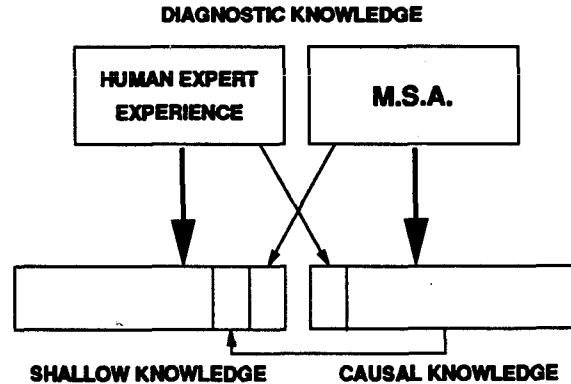 DIAGNOSTIC KNOWLEDGE
HUMAN EXPERT
EXPERIENCE
M.S.A.
SHALLOW KNOWLEDGE
CAUSAL KNOWLEDGE